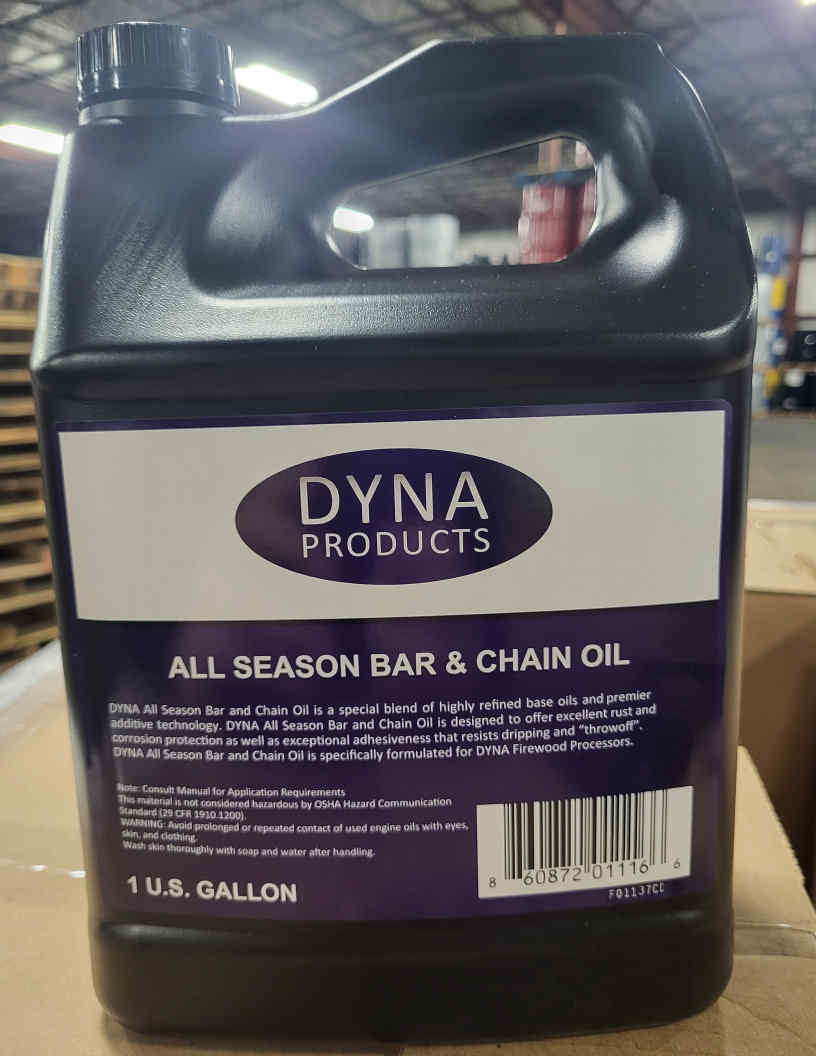 DYNA
PRODUCTS
ALL SEASON BAR & CHAIN OIL
DYNA All Season Bar and Chain Oil is a special blend of highly refined base oils and premier
additive technology. DYNA All Season Bar and Chain Oil is designed to offer excellent rust and
corrosion protection as well as exceptional adhesiveness that resists dripping and “throwoff”.
DYNA All Season Bar and Chain Oil is specifically formulated for DYNA Firewood Processors.
Note: Consult Manual for Application Requirements
This material is not considered hazardous by OSHA Hazard Communication
Standard (29 CFR 1910.1200).
WARNING: Avoid prolonged or repeated contact of used engine oils with eyes,
skin, and clothing.
Wash skin thoroughly with soap and water after handling.
1 U.S. GALLON
8 60872 01116 6